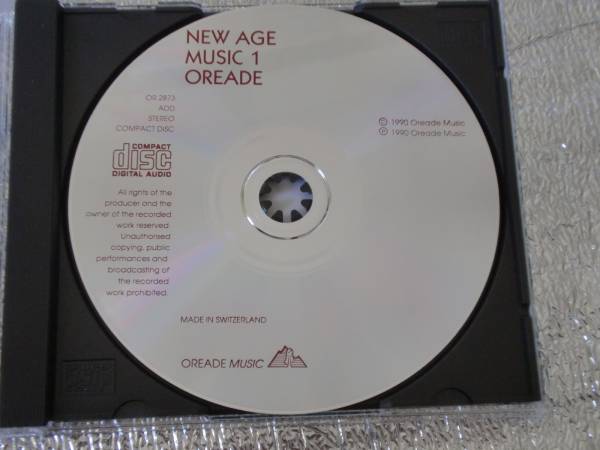 NEW AGE
MUSIC 1
OREADE
OR 2873
ADD
STEREO
COMPACT DISC
© 1990 Oreade Music
℗ 1990 Oreade Music
COMPACT
disc
DIGITAL AUDIO
All rights of the
producer and the
owner of the recorded
work reserved.
Unauthorised
copying, public
performances and
broadcasting of
the recorded
work prohibited.
MADE IN SWITZERLAND
OREADE MUSIC